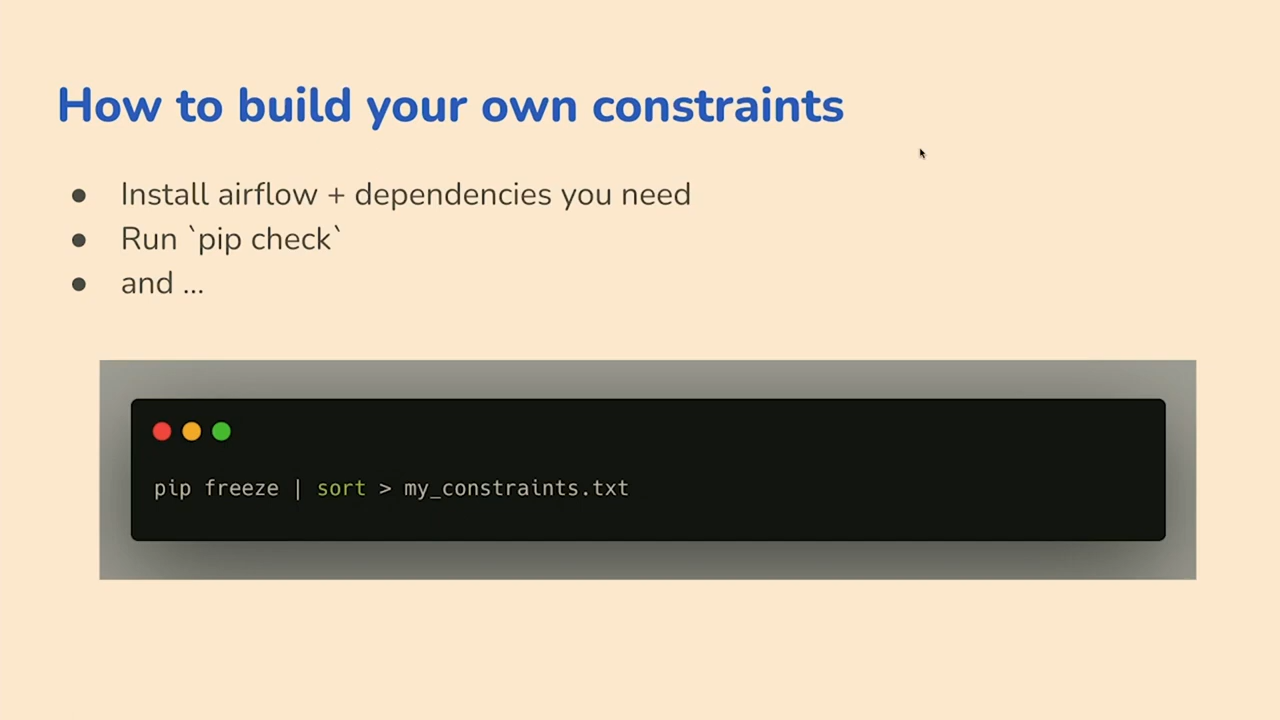 How to build your own constraints
● Install airflow + dependencies you need
● Run `pip check`
● and ...
pip freeze | sort > my_constraints.txt